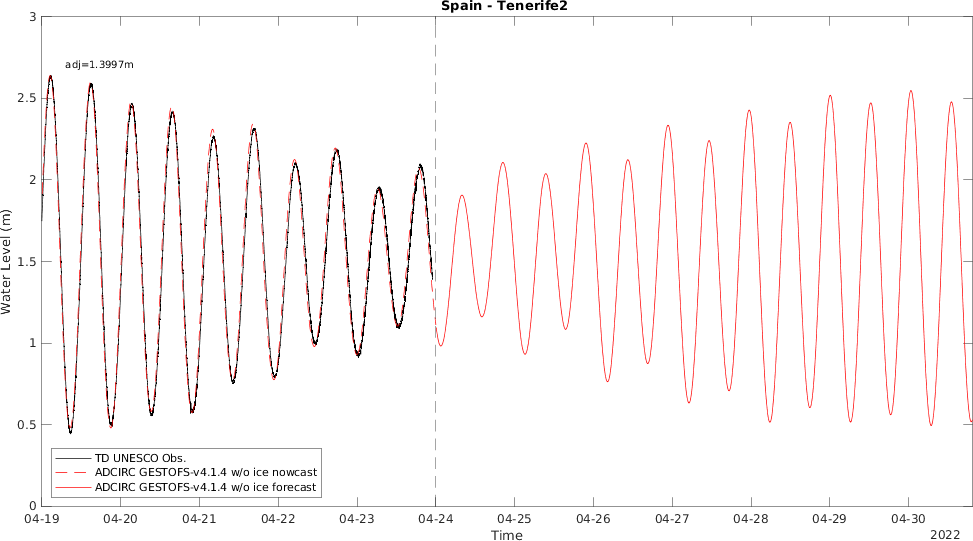 Spain - Tenerife2
adj=1.3997m
Water Level (m)
3
2.5
2
1.5
1
0.5
0
TD UNESCO Obs.
ADCIRC GESTOFS-v4.1.4 w/o ice nowcast
ADCIRC GESTOFS-v4.1.4 w/o ice forecast
04-19 04-20 04-21 04-22 04-23 04-24 04-25 04-26 04-27 04-28 04-29 04-30
Time
2022